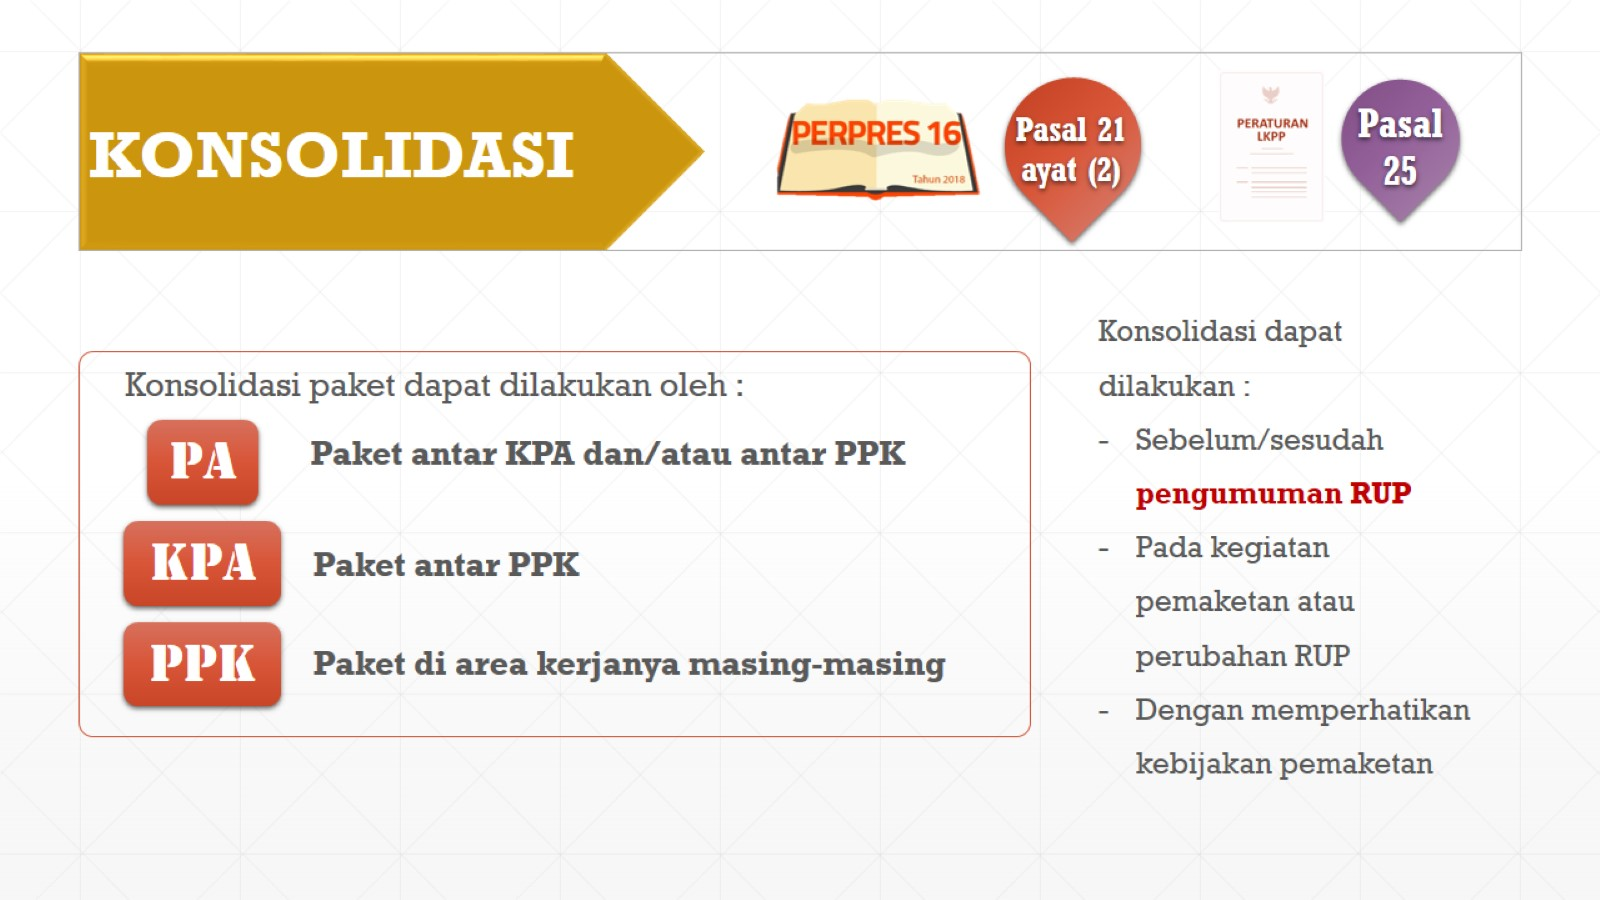 KONSOLIDASI
PERPRES 16
Tahun 2018
Pasal 21
ayat (2)
PERATURAN
LKPP
Pasal
25
Konsolidasi paket dapat dilakukan oleh :
PA
Paket antar KPA dan/atau antar PPK
KPA
Paket antar PPK
PPK
Paket di area kerjanya masing-masing
Konsolidasi dapat
dilakukan :
- Sebelum/sesudah
pengumuman RUP
- Pada kegiatan
pemaketan atau
perubahan RUP
- Dengan memperhatikan
kebijakan pemaketan